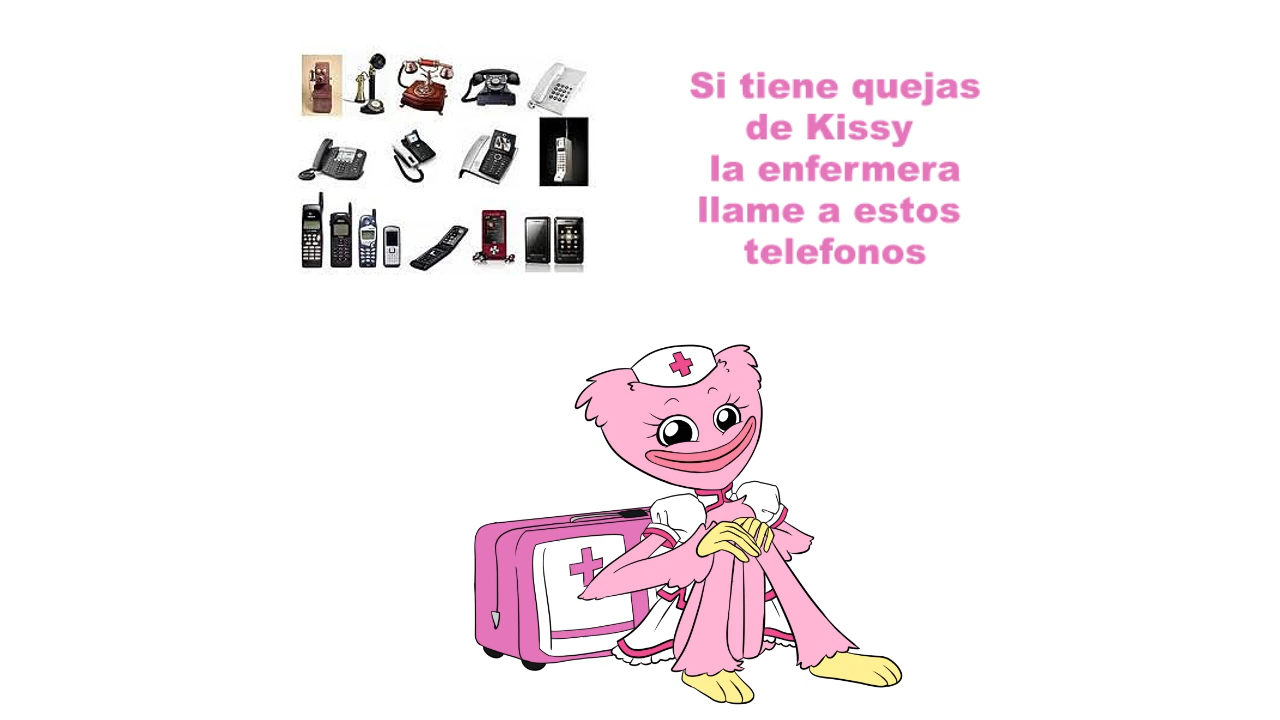 Si tiene quejas
de Kissy
la enfermera
llame a estos
telefonos